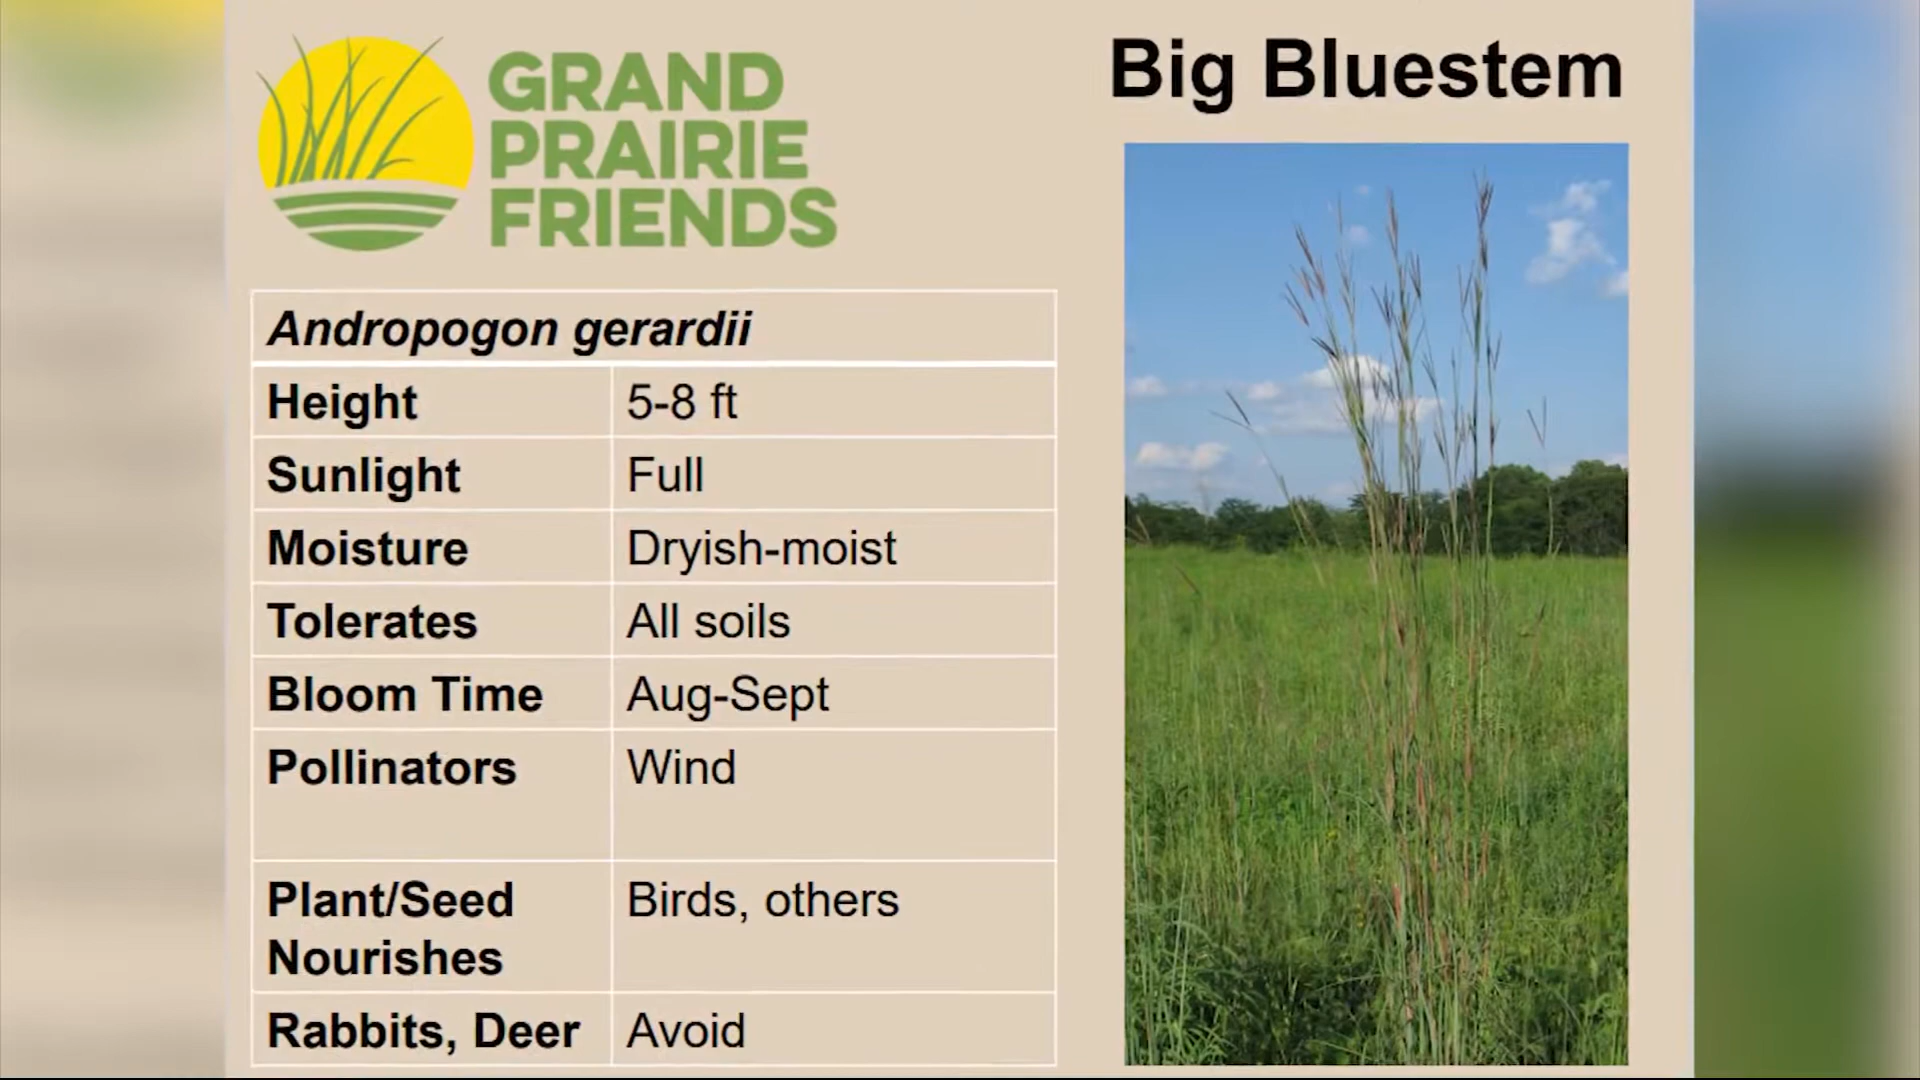 GRAND
PRAIRIE
FRIENDS
Big Bluestem
Andropogon gerardii
Height 5-8 ft
Sunlight Full
Moisture Dryish-moist
Tolerates All soils
Bloom Time Aug-Sept
Pollinators Wind
Plant/Seed Birds, others
Nourishes
Rabbits, Deer Avoid